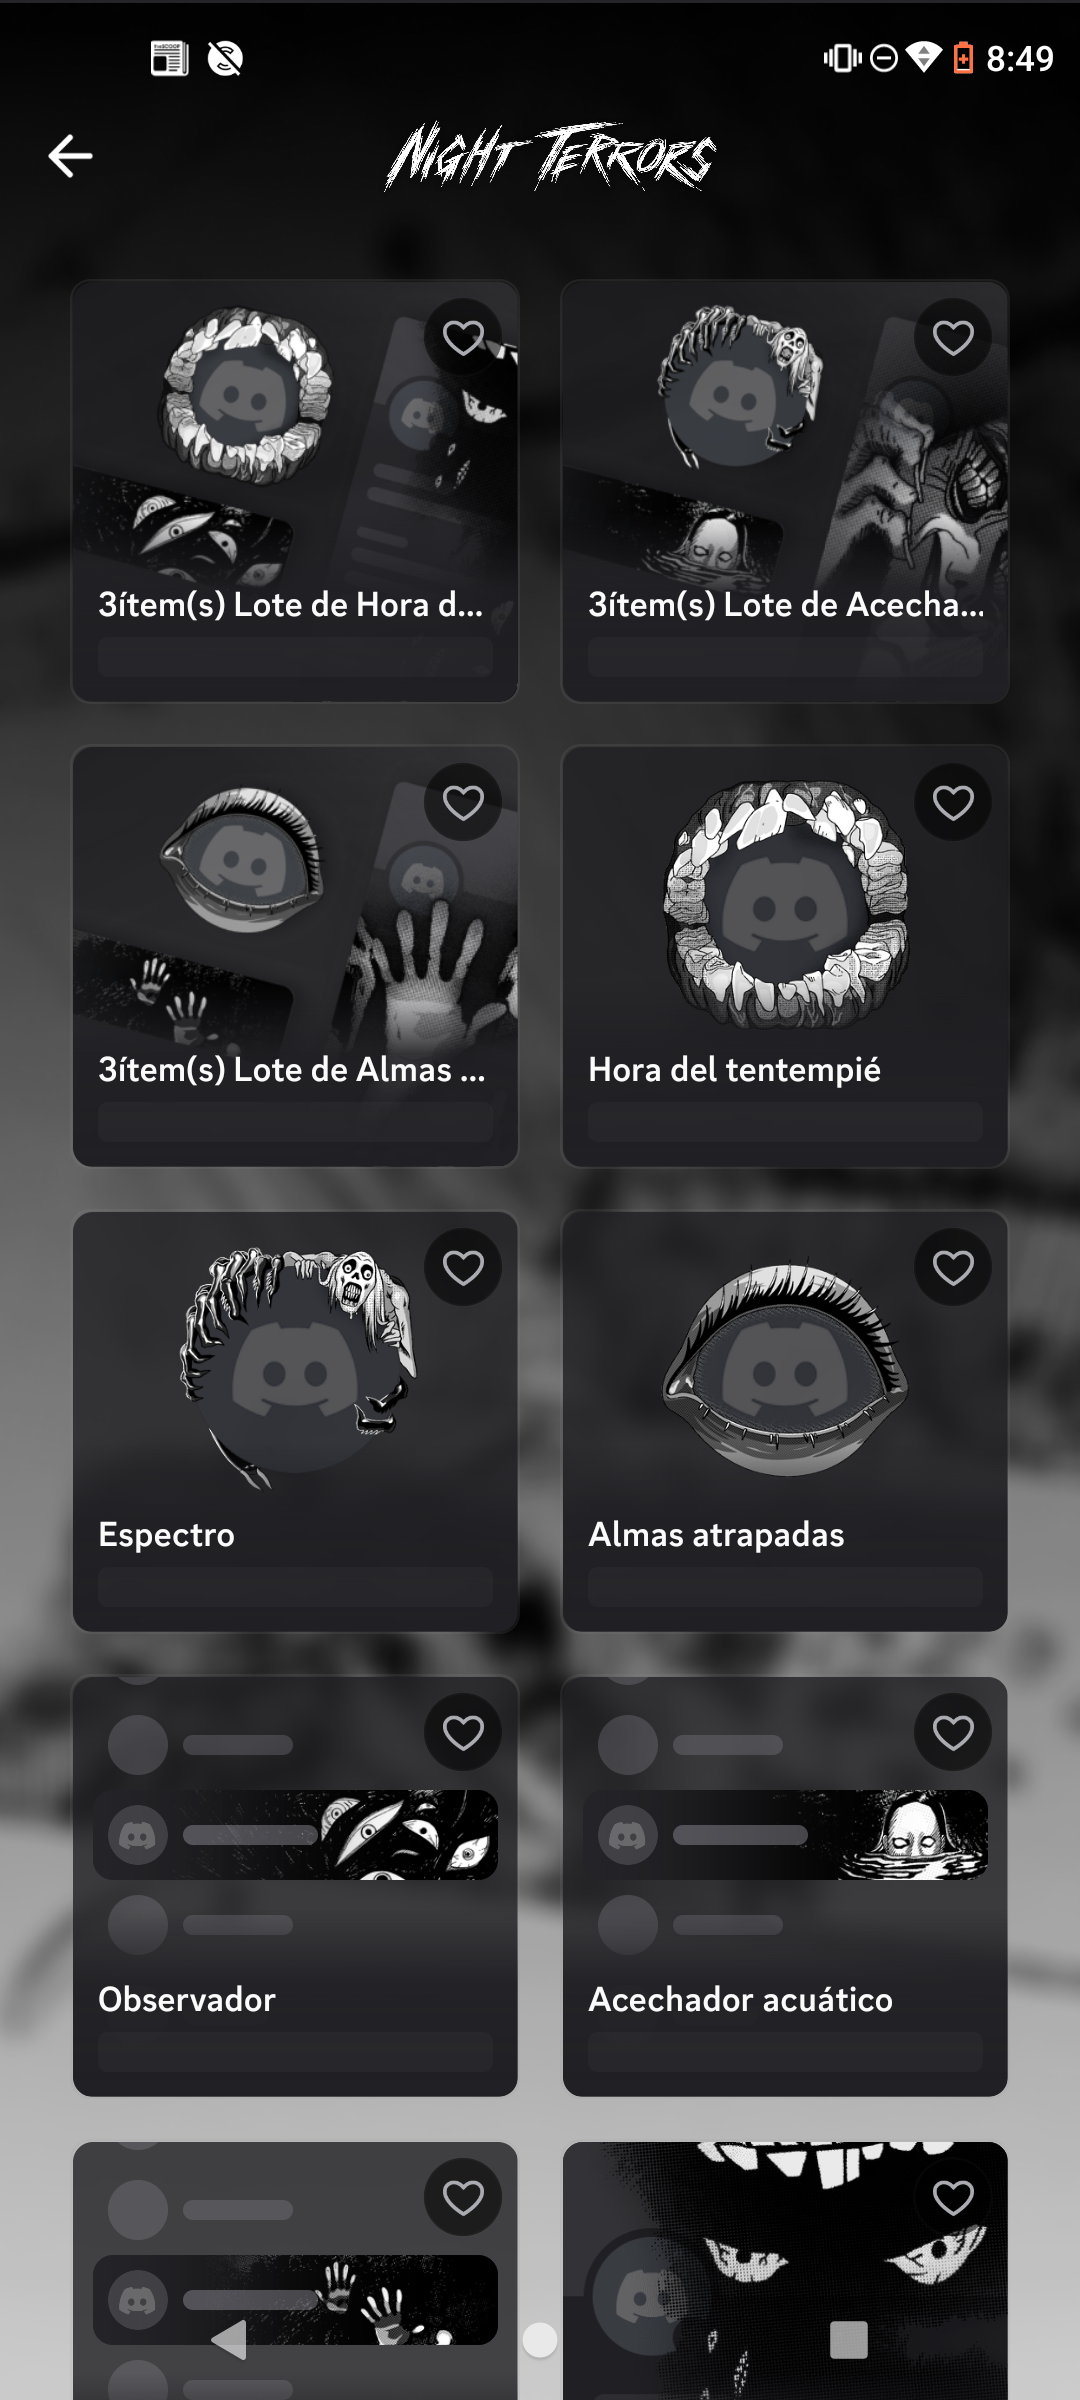 8:49
NIGHT TERRORS
3ítem(s) Lote de Hora d...
3ítem(s) Lote de Acecha...
3ítem(s) Lote de Almas ...
Hora del tentempié
Espectro
Almas atrapadas
Observador
Acechador acuático